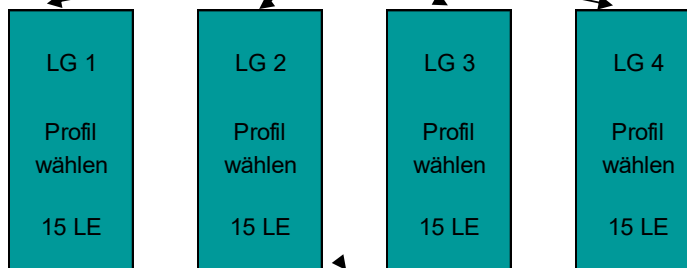 LG 1
Profil
wählen
15 LE
LG 2
Profil
wählen
15 LE
LG 3
Profil
wählen
15 LE
LG 4
Profil
wählen
15 LE